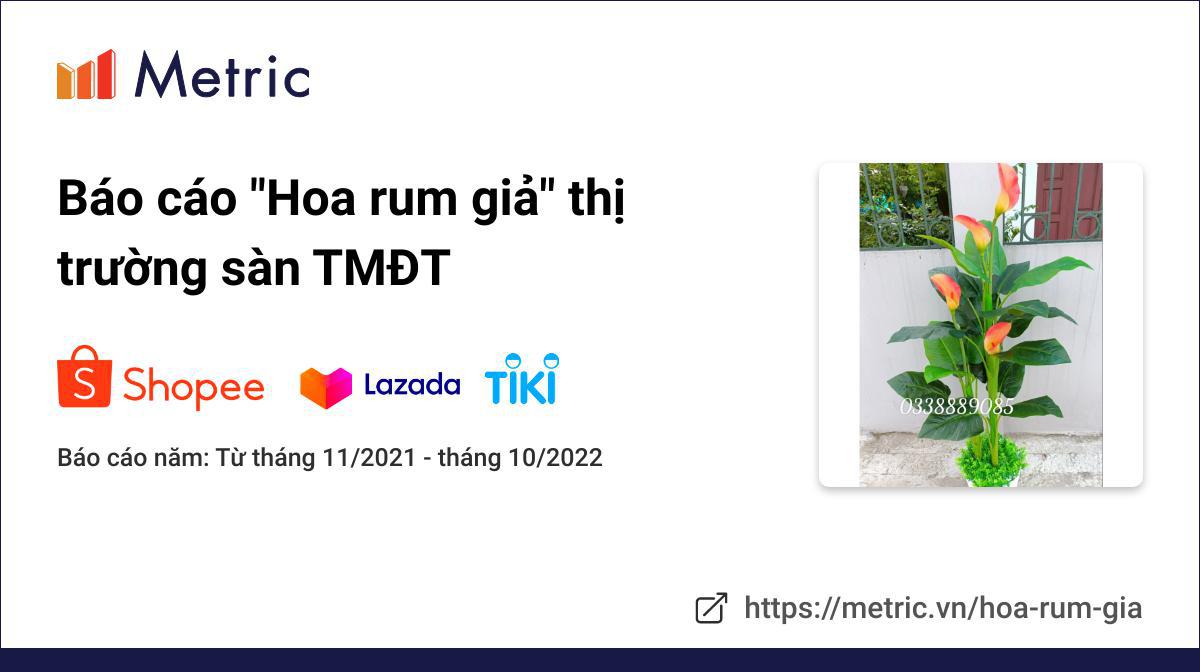 Metric
Báo cáo "Hoa rum giả" thị
trường sàn TMĐT
S Shopee Lazada TiKi
Báo cáo năm: Từ tháng 11/2021 - tháng 10/2022
0338889085
https://metric.vn/hoa-rum-gia